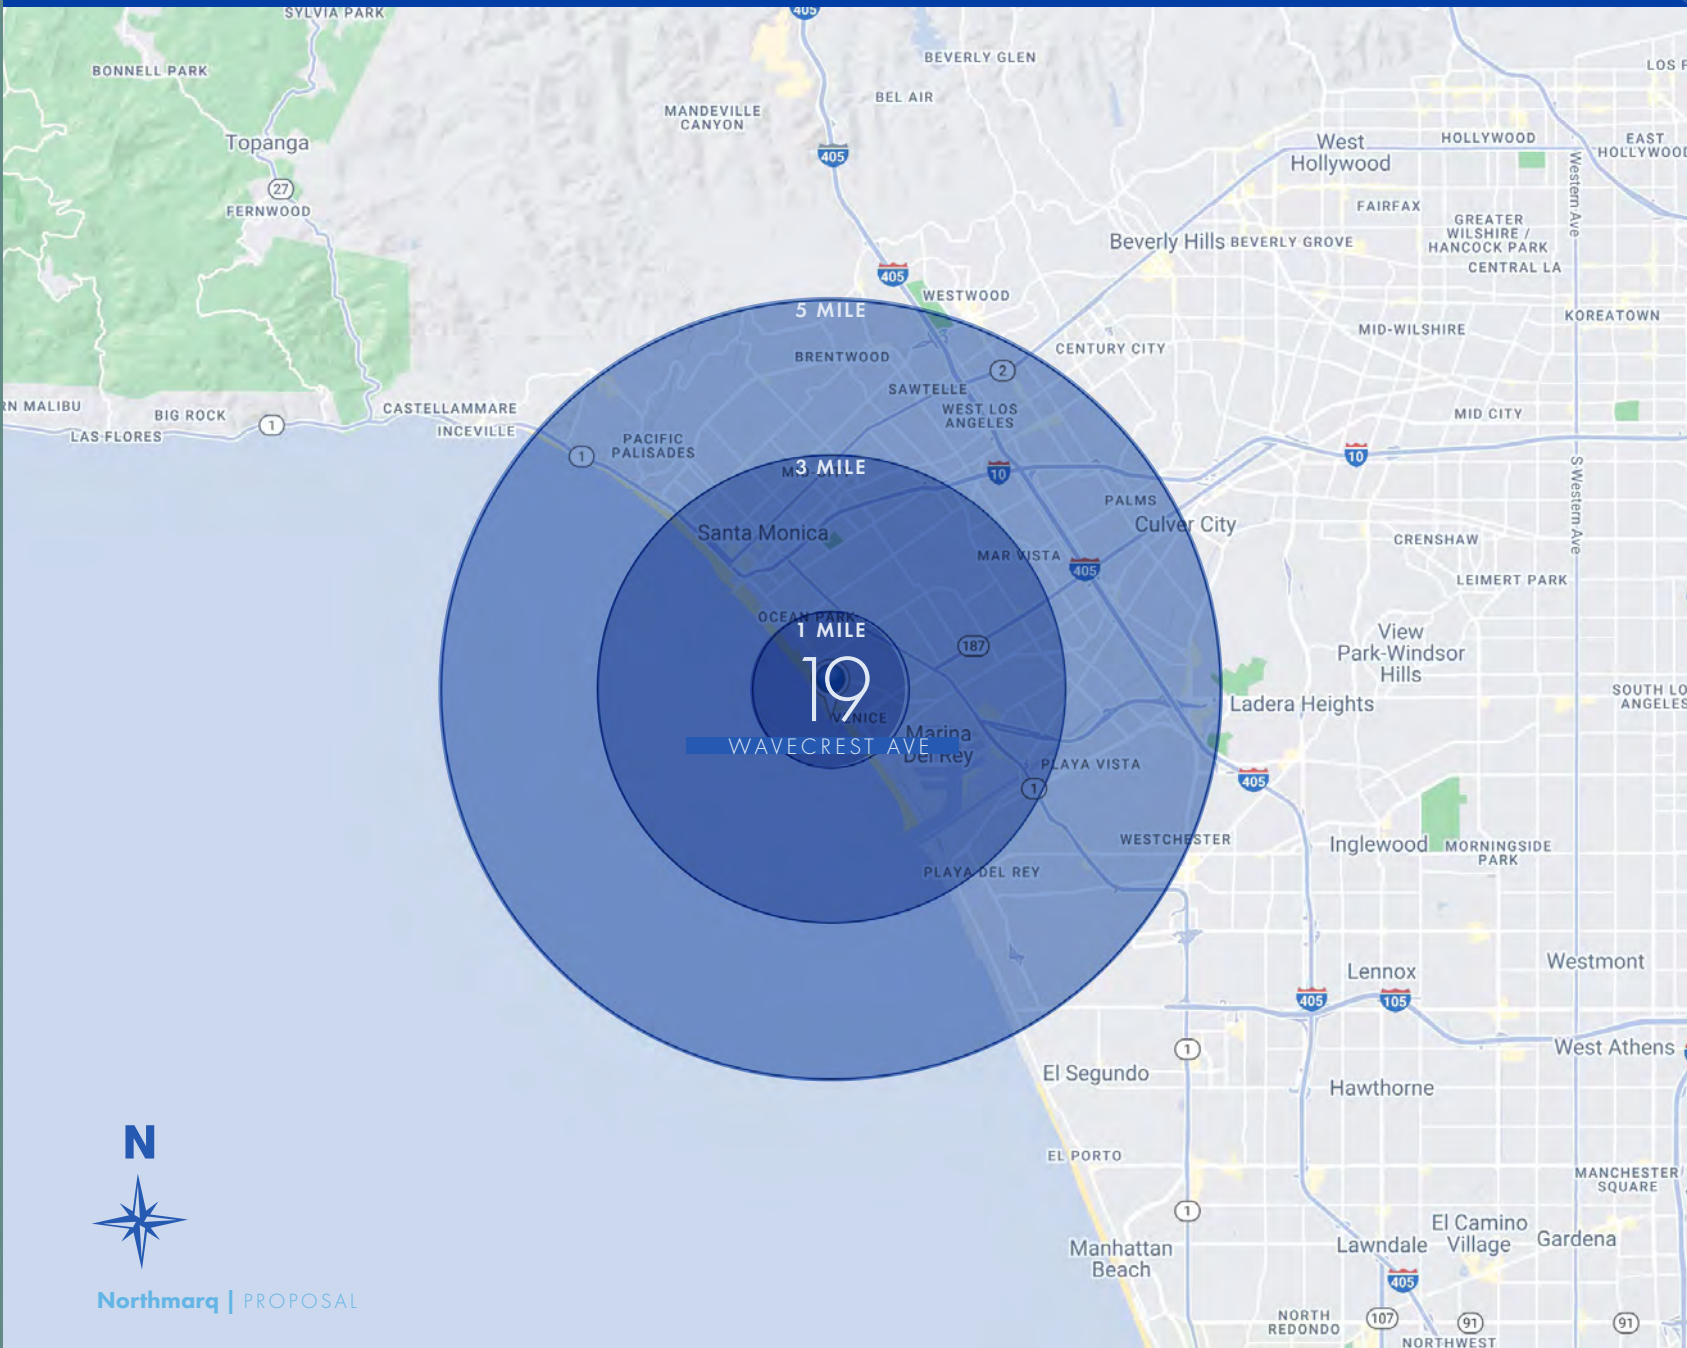 SYLVIA PARK
405
BONNELL PARK
BEVERLY GLEN
LOS F
BEL AIR
MANDEVILLE
CANYON
Topanga
405
West
Hollywood
HOLLYWOOD
EAST
HOLLYWOOD
Western Ave
27
FERNWOOD
FAIRFAX
GREATER
WILSHIRE /
HANCOCK PARK
Beverly Hills
BEVERLY GROVE
CENTRAL LA
405
WESTWOOD
5 MILE
KOREATOWN
MID-WILSHIRE
CENTURY CITY
BRENTWOOD
2
SAWTELLE
RN MALIBU
BIG ROCK
1
CASTELLAMMARE
WEST LOS
ANGELES
MID CITY
LAS FLORES
INCEVILLE
PACIFIC
PALISADES
1
10
3 MILE
10
S Western Ave
PALMS
Culver City
Santa Monica
CRENSHAW
MAR VISTA
405
LEIMERT PARK
OCEAN PARK
1 MILE
187
View
Park-Windsor
Hills
19
VENICE
SOUTH LO
ANGELES
Ladera Heights
Marina
Del Rey
WAVECREST AVE
PLAYA VISTA
405
1
WESTCHESTER
Inglewood
MORNINGSIDE
PARK
PLAYA DEL REY
Lennox
Westmont
405
105
1
West Athens
El Segundo
Hawthorne
N
EL PORTO
MANCHESTER
SQUARE
1
El Camino
Village
Manhattan
Beach
Lawndale
Gardena
405
Northmarq | PROPOSAL
NORTH
REDONDO
107
91
91
NORTHWEST